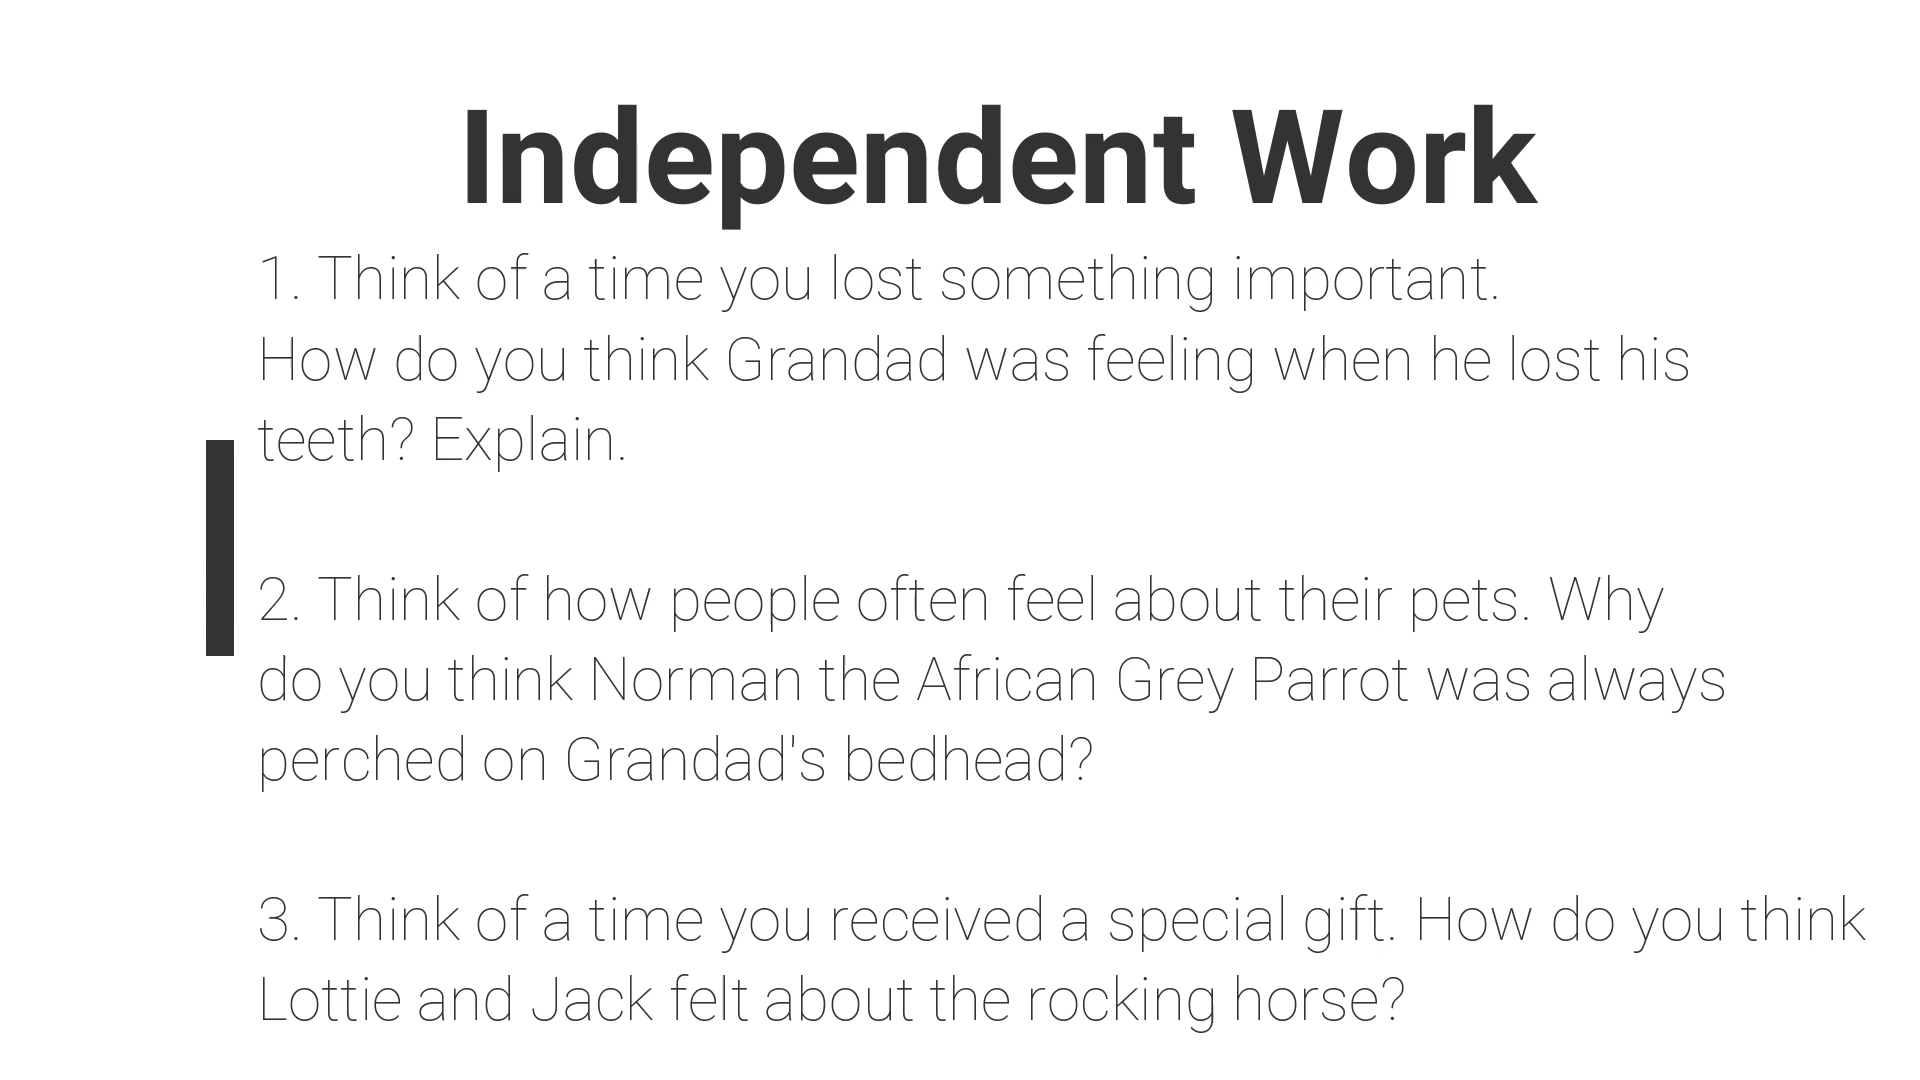 Independent Work
1. Think of a time you lost something important.
How do you think Grandad was feeling when he lost his
teeth? Explain.
2. Think of how people often feel about their pets. Why
do you think Norman the African Grey Parrot was always
perched on Grandad's bedhead?
3. Think of a time you received a special gift. How do you think
Lottie and Jack felt about the rocking horse?